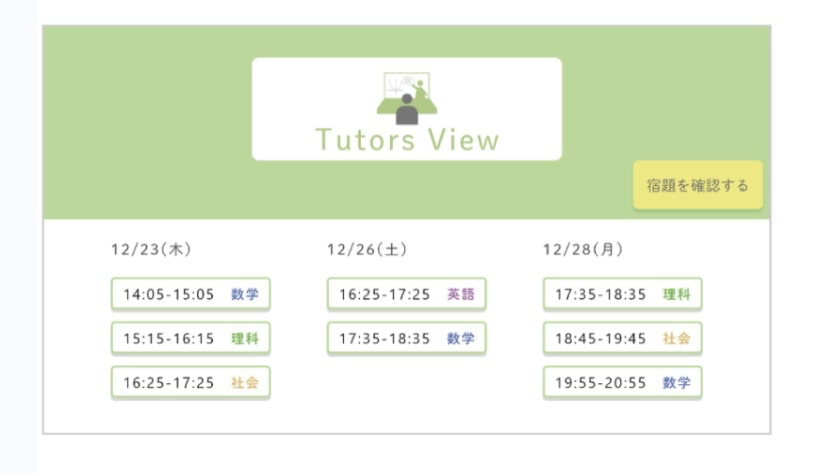 Tutors View
宿題を確認する
12/23(木)
14:05-15:05 数学
15:15-16:15 理科
16:25-17:25 社会
12/26(土)
16:25-17:25 英語
17:35-18:35 数学
12/28(月)
17:35-18:35 理科
18:45-19:45 社会
19:55-20:55 数学